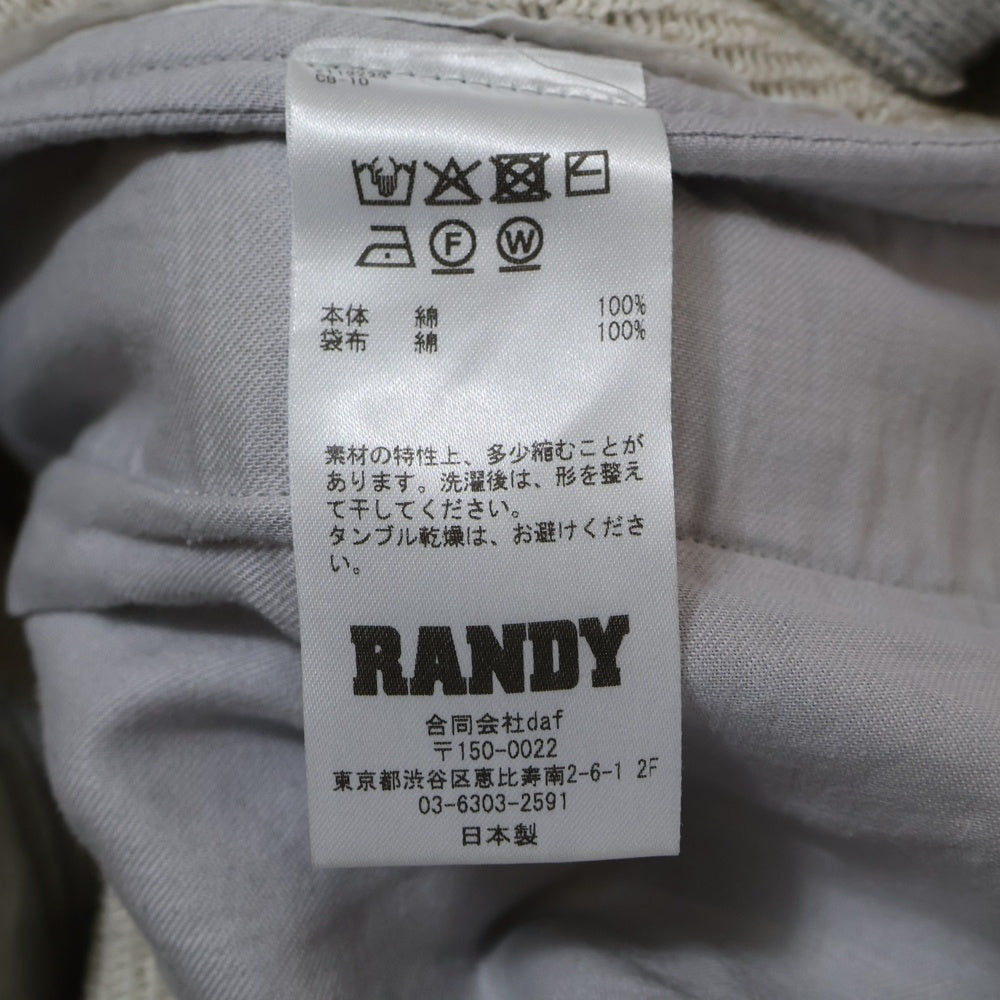 CB-10
F W
本体 綿 100%
袋布 綿 100%
素材の特性上、多少縮むことが
あります。洗濯後は、形を整え
て干してください。
タンブル乾燥は、お避けくださ
い。
RANDY
合同会社daf
〒150-0022
東京都渋谷区恵比寿南2-6-1 2F
03-6303-2591
日本製